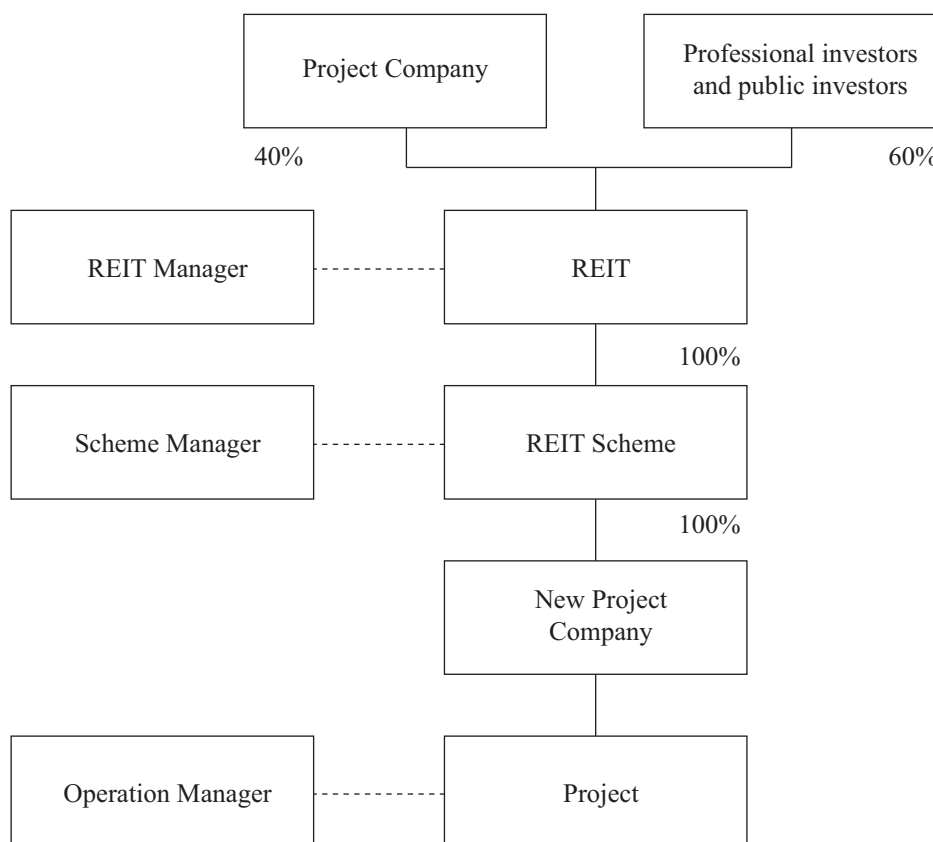 Project Company
Professional investors
and public investors
40%
60%
REIT Manager
REIT
100%
Scheme Manager
REIT Scheme
100%
New Project
Company
Operation Manager
Project